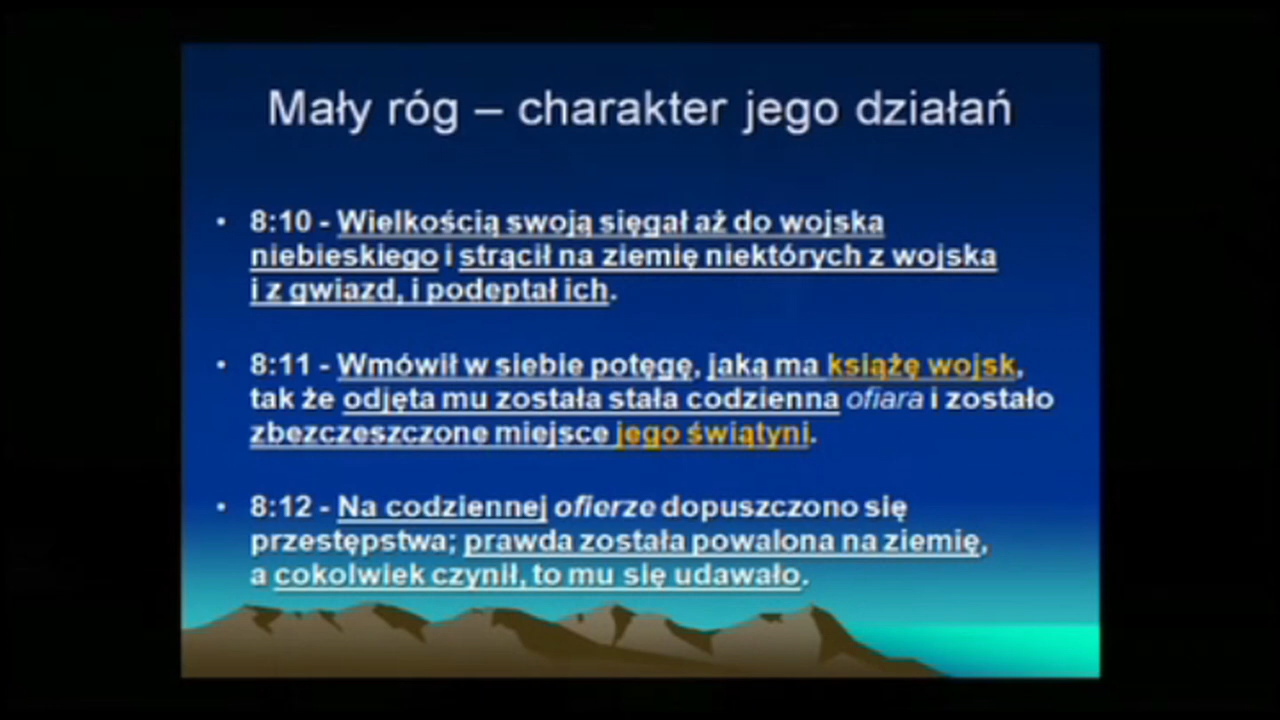 Mały róg – charakter jego działań
• 8:10 - Wielkością swoją sięgał aż do wojska
niebieskiego i strącił na ziemię niektórych z wojska
i z gwiazd, i podeptał ich.
• 8:11 - Wmówił w siebie potęgę, jaką ma książę wojsk,
tak że odjęta mu została stała codzienna ofiara i zostało
zbezczeszczone miejsce jego świątyni.
• 8:12 - Na codziennej ofierze dopuszczono się
przestępstwa; prawda została powalona na ziemię,
a cokolwiek czynił, to mu się udawało.